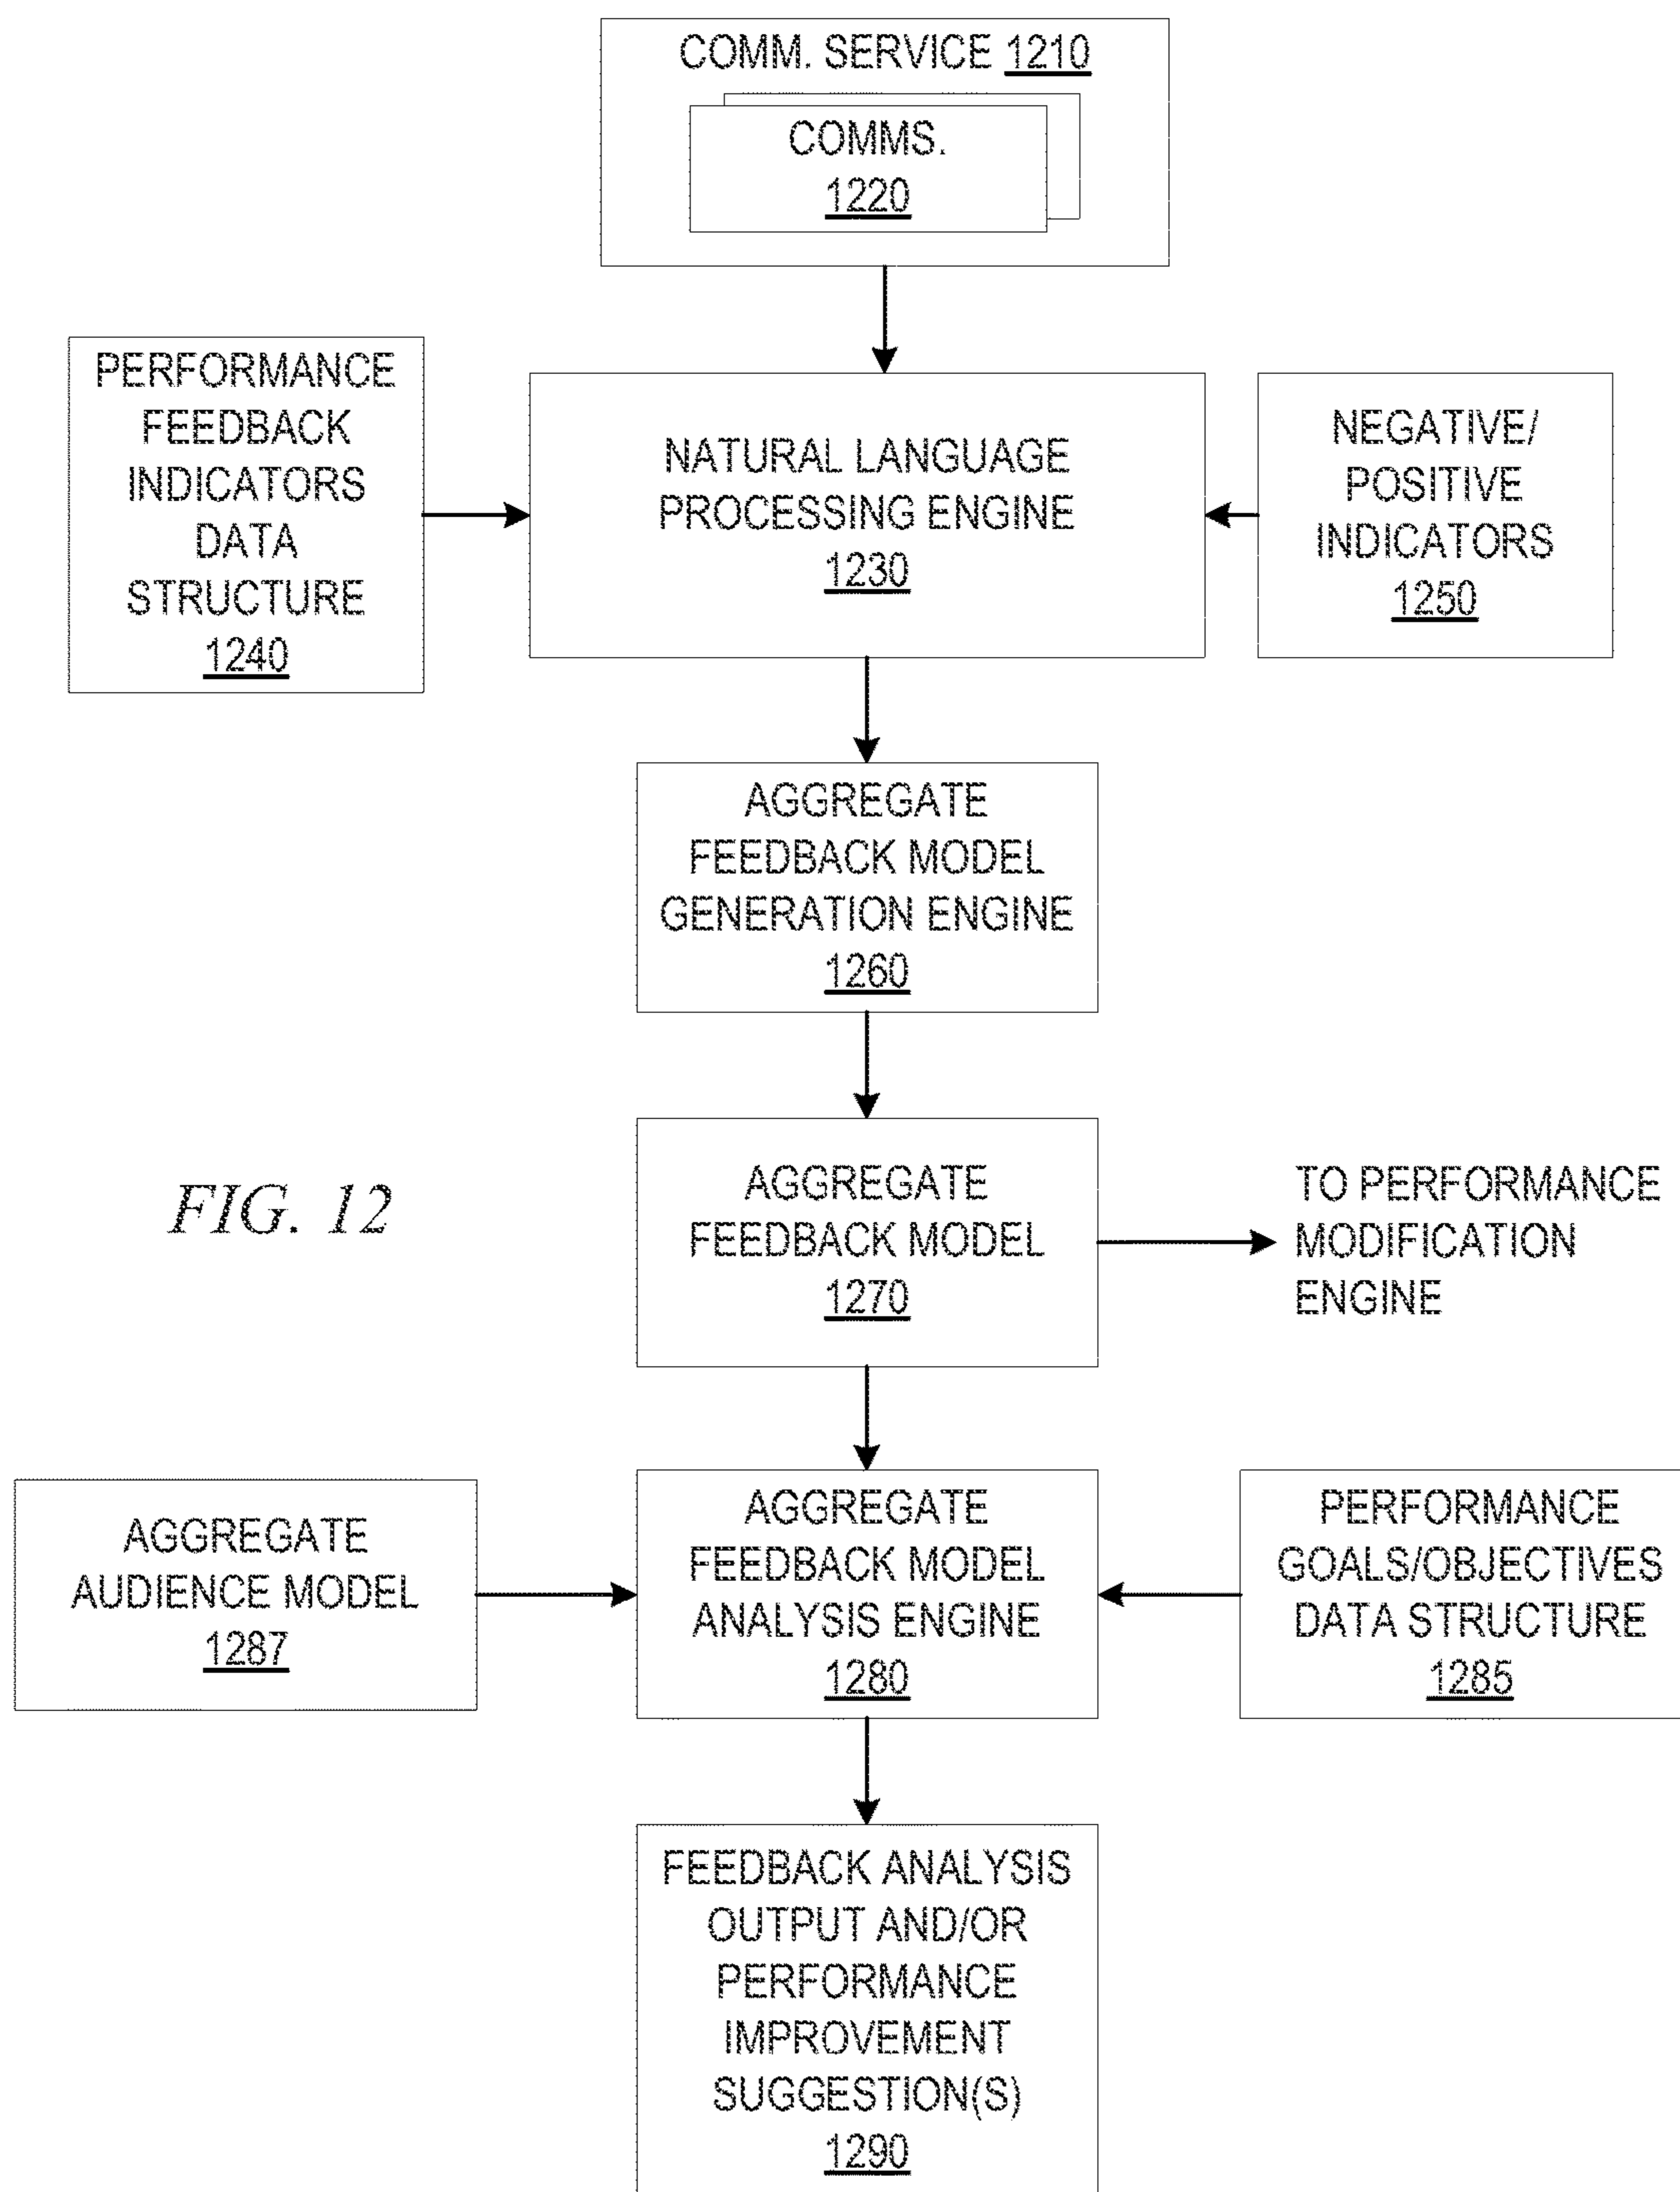 COMM. SERVICE 1210
COMMS.
1220
PERFORMANCE
FEEDBACK
INDICATORS
DATA
STRUCTURE
1240
NATURAL LANGUAGE
PROCESSING ENGINE
1230
NEGATIVE/
POSITIVE
INDICATORS
1250
AGGREGATE
FEEDBACK MODEL
GENERATION ENGINE
1260
FIG. 12
AGGREGATE
FEEDBACK MODEL
1270
TO PERFORMANCE
MODIFICATION
ENGINE
AGGREGATE
AUDIENCE MODEL
1287
AGGREGATE
FEEDBACK MODEL
ANALYSIS ENGINE
1280
PERFORMANCE
GOALS/OBJECTIVES
DATA STRUCTURE
1285
FEEDBACK ANALYSIS
OUTPUT AND/OR
PERFORMANCE
IMPROVEMENT
SUGGESTION(S)
1290